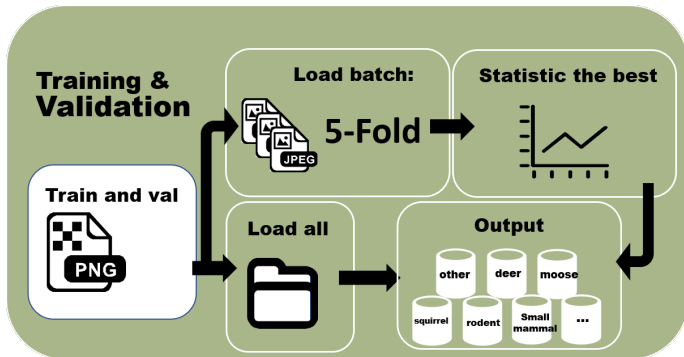 Training &
Validation
Load batch:
5-Fold
JPEG
Statistic the best
Train and val
PNG
Load all
Output
other
deer
moose
squirrel
rodent
Small
mammal
...